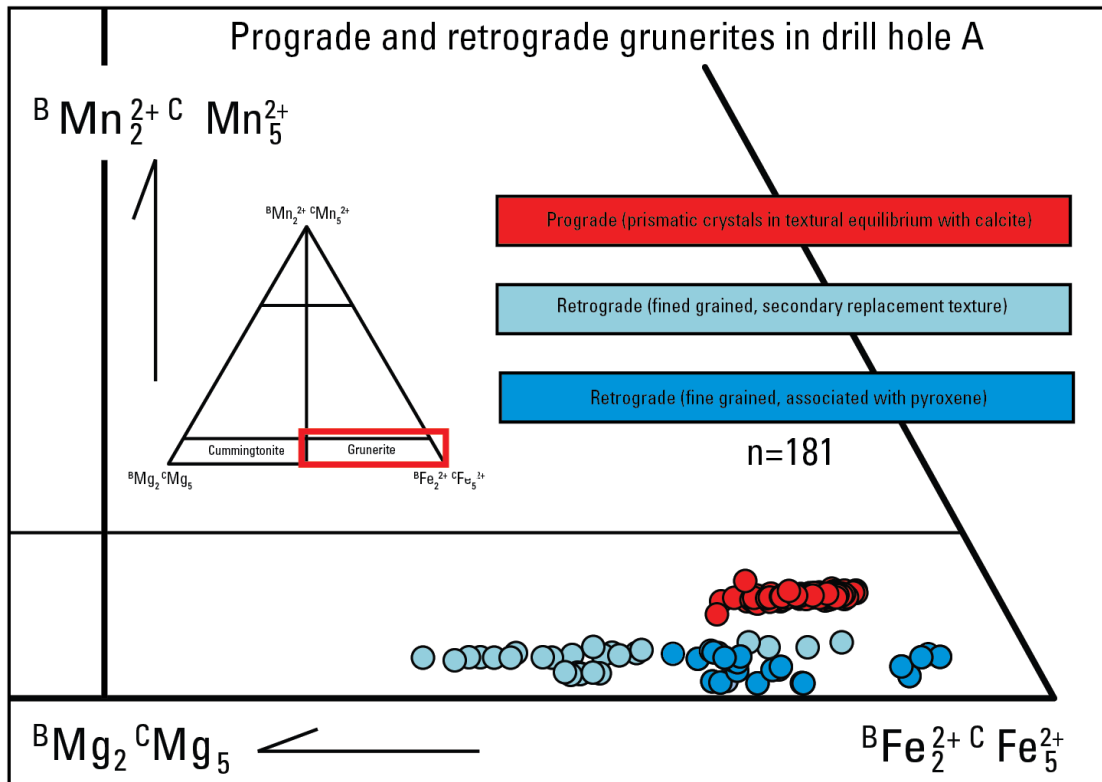 Prograde and retrograde grunerites in drill hole A
ᴮMn₂²⁺ ᶜMn₅²⁺
ᴮMn₂²⁺ ᶜMn₅²⁺
Cummingtonite
Grunerite
ᴮMg₂ᶜMg₅
ᴮFe₂²⁺ ᶜFe₅²⁺
Prograde (prismatic crystals in textural equilibrium with calcite)
Retrograde (fined grained, secondary replacement texture)
Retrograde (fine grained, associated with pyroxene)
n=181
ᴮMg₂ ᶜMg₅
ᴮFe₂²⁺ ᶜFe₅²⁺